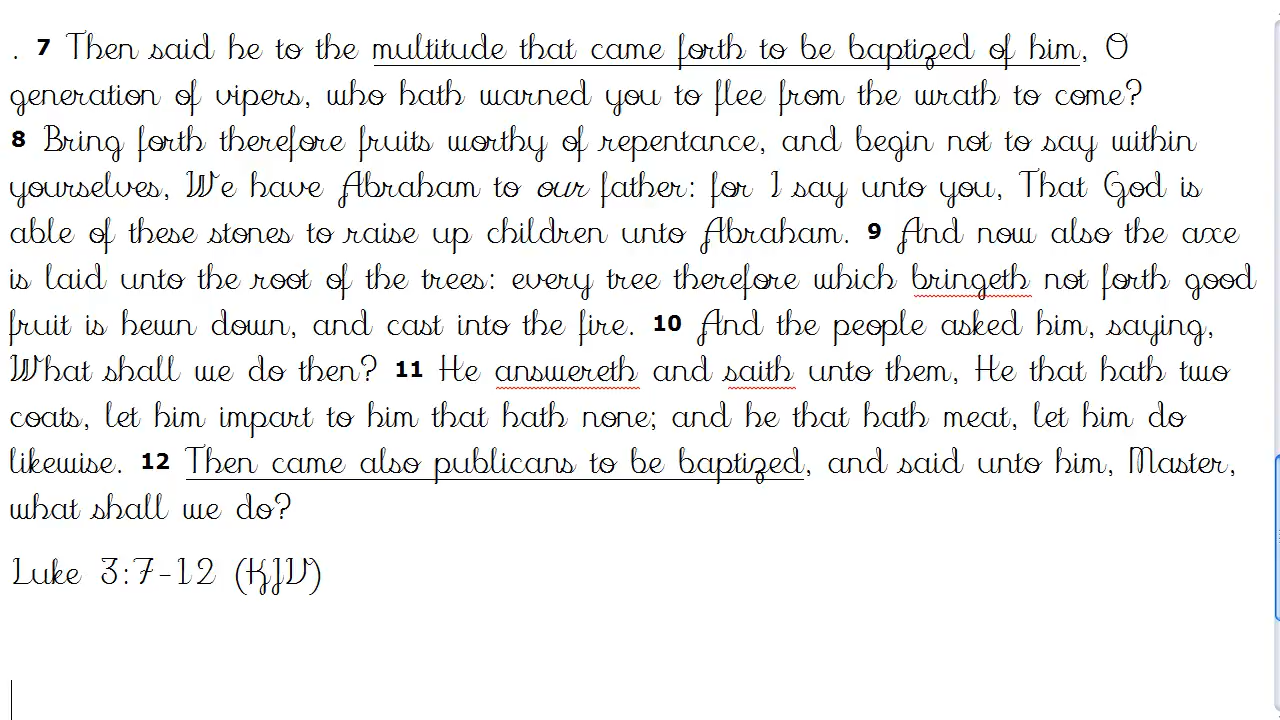 . 7 Then said he to the multitude that came forth to be baptized of him, O
generation of vipers, who hath warned you to flee from the wrath to come?
8 Bring forth therefore fruits worthy of repentance, and begin not to say within
yourselves, We have Abraham to our father: for I say unto you, That God is
able of these stones to raise up children unto Abraham. 9 And now also the axe
is laid unto the root of the trees: every tree therefore which bringeth not forth good
fruit is hewn down, and cast into the fire. 10 And the people asked him, saying,
What shall we do then? 11 He answereth and saith unto them, He that hath two
coats, let him impart to him that hath none; and he that hath meat, let him do
likewise. 12 Then came also publicans to be baptized, and said unto him, Master,
what shall we do?
Luke 3:7-12 (KJV)